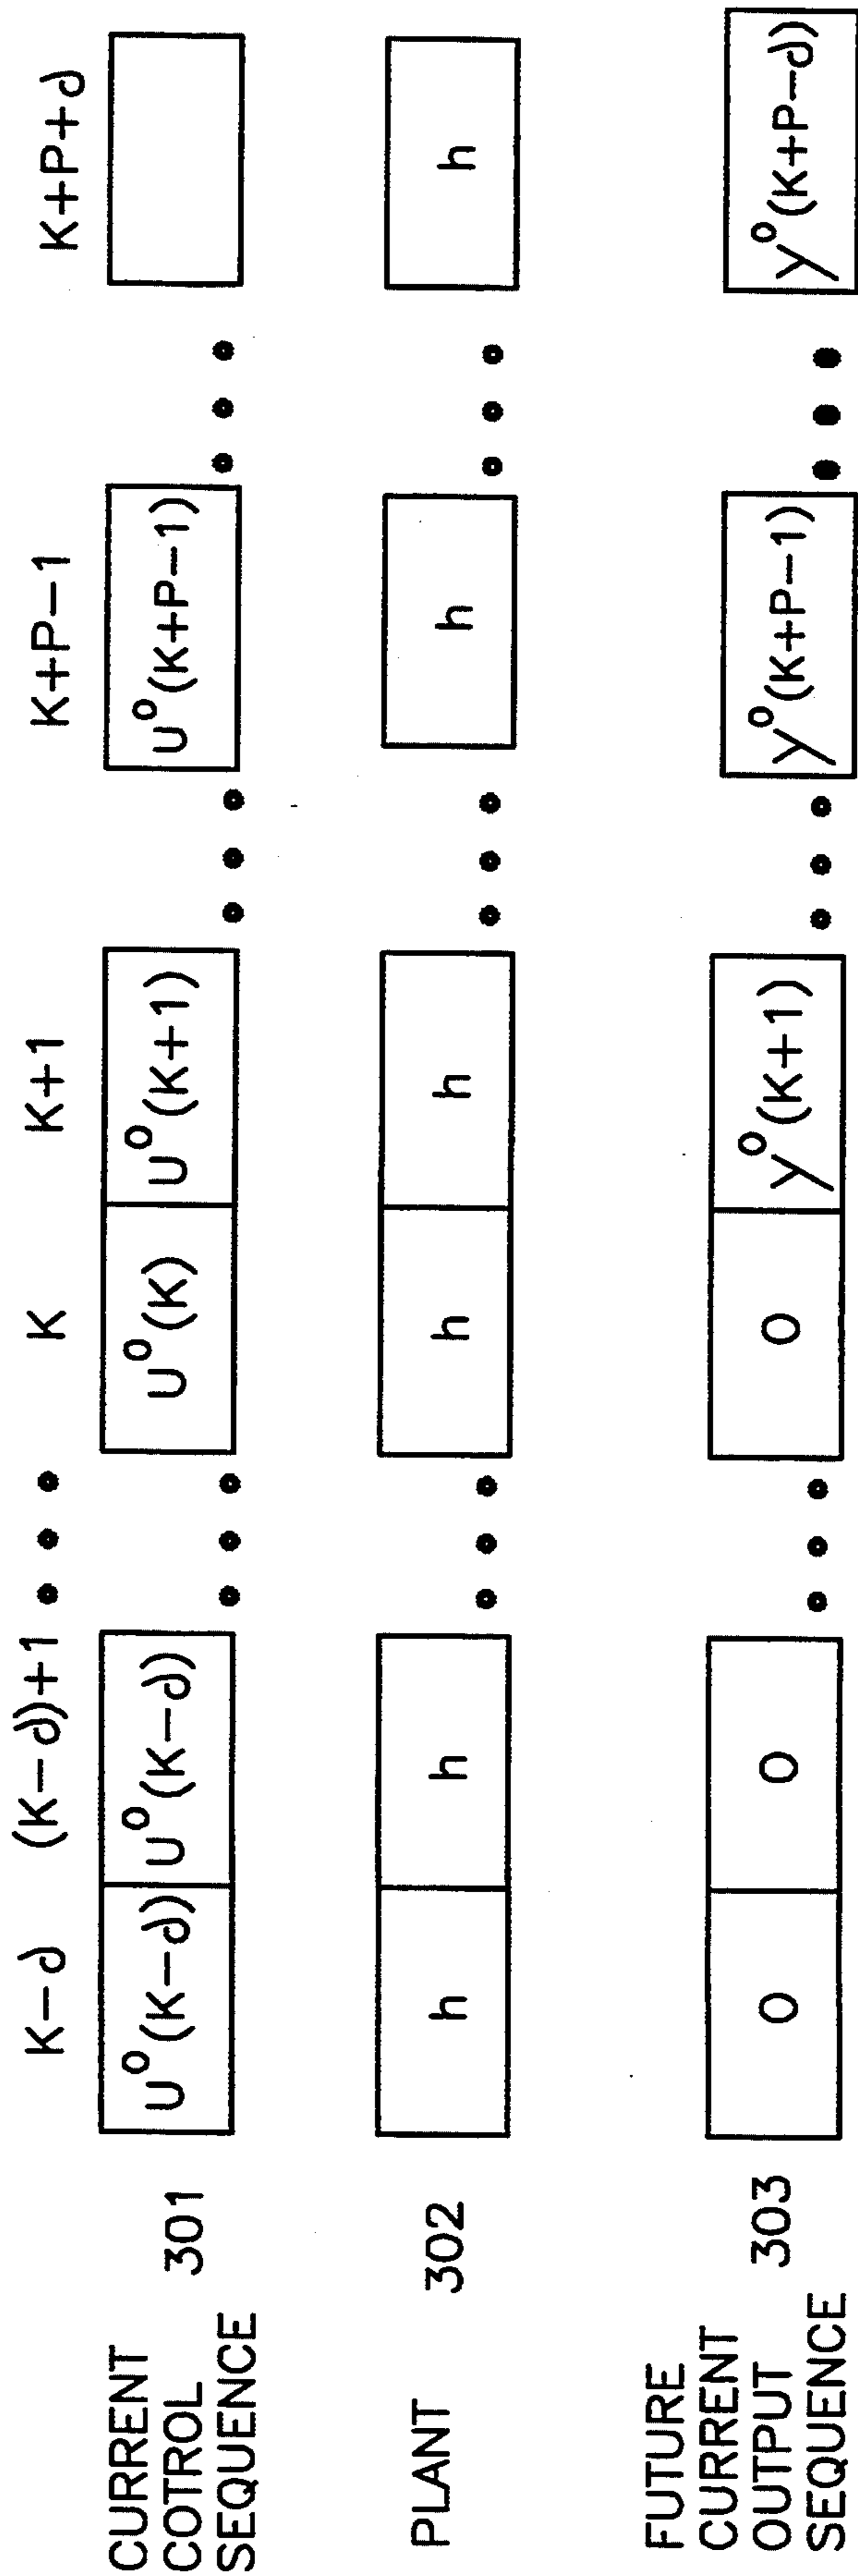 K−d (K−d)+1 • • • K K+1 K+P−1 K+P+d
CURRENT
COTROL 301
SEQUENCE
U⁰(K−d) U⁰(K−d) • • • U⁰(K) U⁰(K+1) • • • U⁰(K+P−1) • • •
PLANT 302
h h • • • h h • • • h • • • h
FUTURE
CURRENT
OUTPUT 303
SEQUENCE
0 0 • • • 0 y⁰(K+1) • • • y⁰(K+P−1) • • • y⁰(K+P−d)